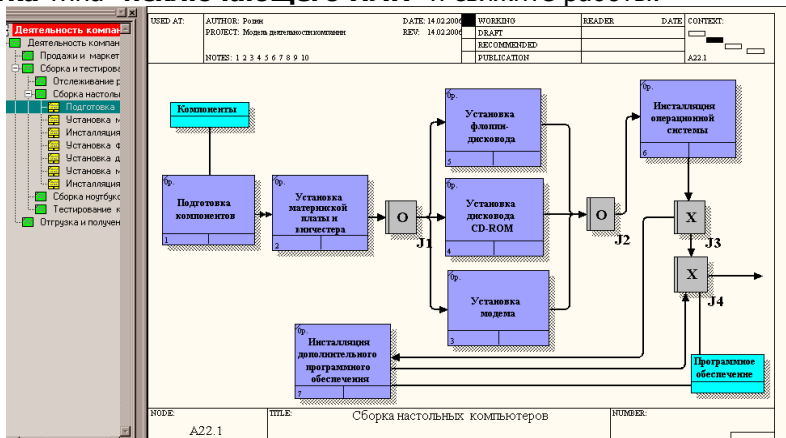 USED AT:
AUTHOR: Родин
DATE: 14.02.2006
WORKING
READER
DATE
CONTEXT:
PROJECT: Модель деятельности компании
REV: 14.02.2006
DRAFT
RECOMMENDED
NOTES: 1 2 3 4 5 6 7 8 9 10
PUBLICATION
A22.1
Деятельность компан
Деятельность компан
Продажи и маркет
Сборка и тестирова
Отслеживание р
Сборка настоль
Подготовка
Установка м
Инсталляция
Установка ф
Установка д
Установка м
Инсталляция
Сборка ноутбукс
Тестирование к
Отгрузка и получен
Компоненты
0р.
Подготовка
компонентов
1
0р.
Установка
материнской
платы и
винчестера
2
O
J1
0р.
Установка
флоппи-
дисковода
5
0р.
Установка
дисковода
CD-ROM
4
0р.
Установка
модема
3
O
J2
0р.
Инсталляция
операционной
системы
6
X
J3
X
J4
0р.
Инсталляция
дополнительного
программного
обеспечения
7
Программное
обеспечение
NODE:
TITLE:
Сборка настольных компьютеров
NUMBER:
A22.1